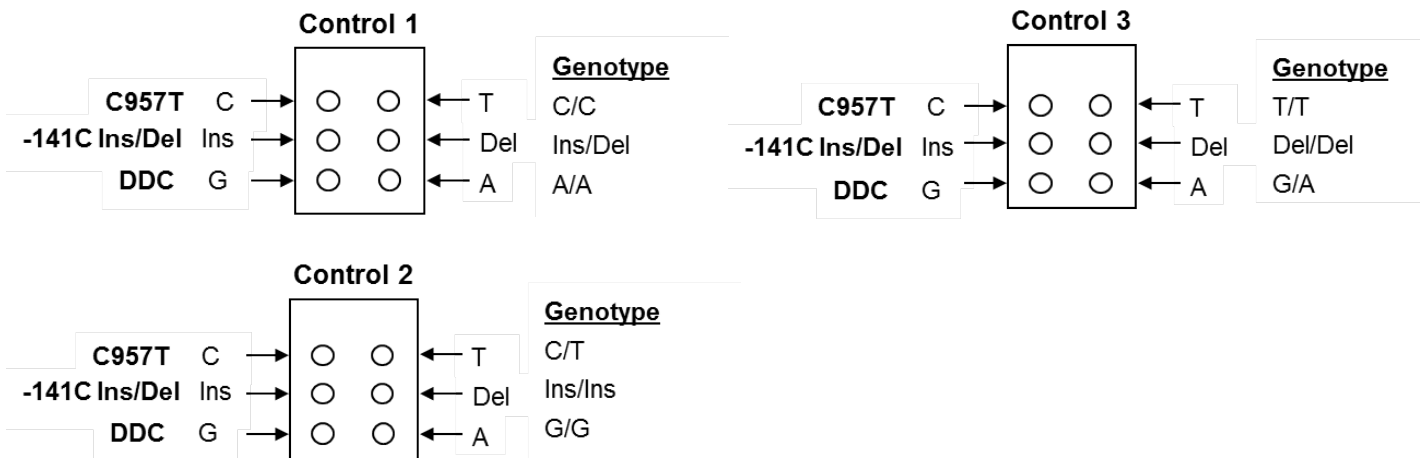 Control 1
Genotype
C957T C T C/C
-141C Ins/Del Ins Del Ins/Del
DDC G A A/A
Control 3
Genotype
C957T C T T/T
-141C Ins/Del Ins Del Del/Del
DDC G A G/A
Control 2
Genotype
C957T C T C/T
-141C Ins/Del Ins Del Ins/Ins
DDC G A G/G